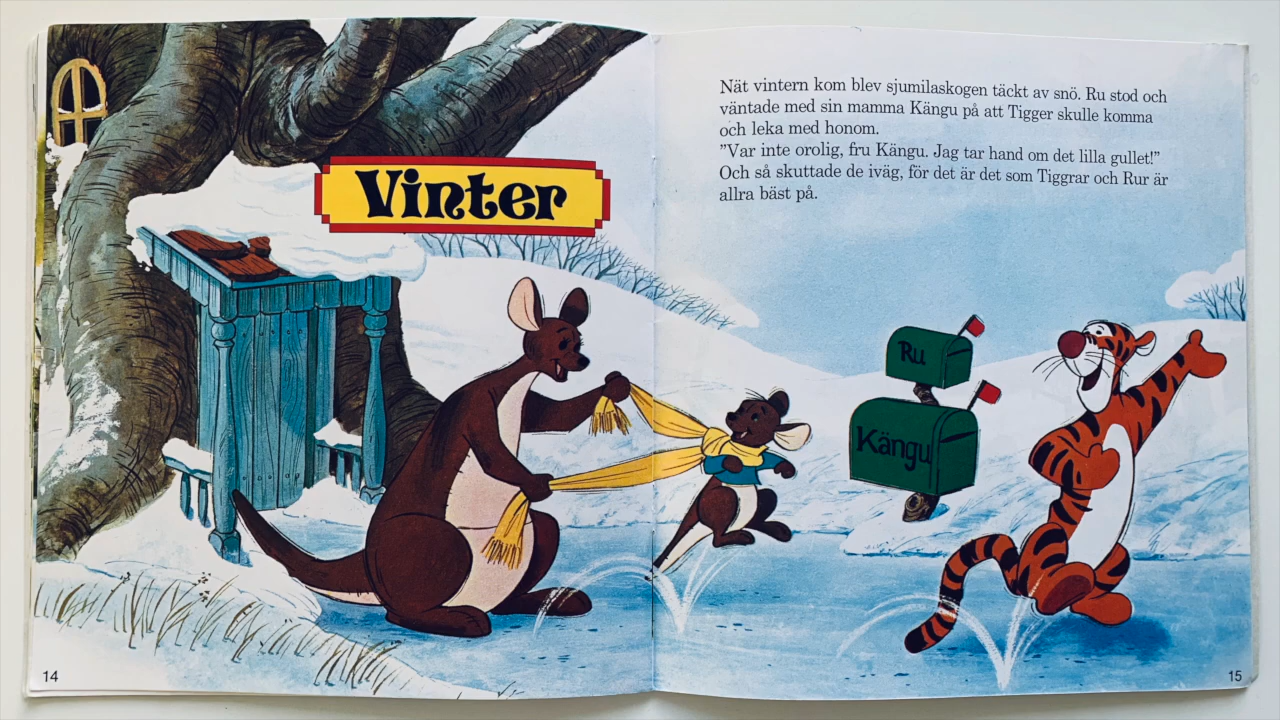 Vinter
Nät vintern kom blev sjumilaskogen täckt av snö. Ru stod och
väntade med sin mamma Kängu på att Tigger skulle komma
och leka med honom.
”Var inte orolig, fru Kängu. Jag tar hand om det lilla gullet!”
Och så skuttade de iväg, för det är det som Tiggrar och Rur är
allra bäst på.
Ru
Kängu
14
15